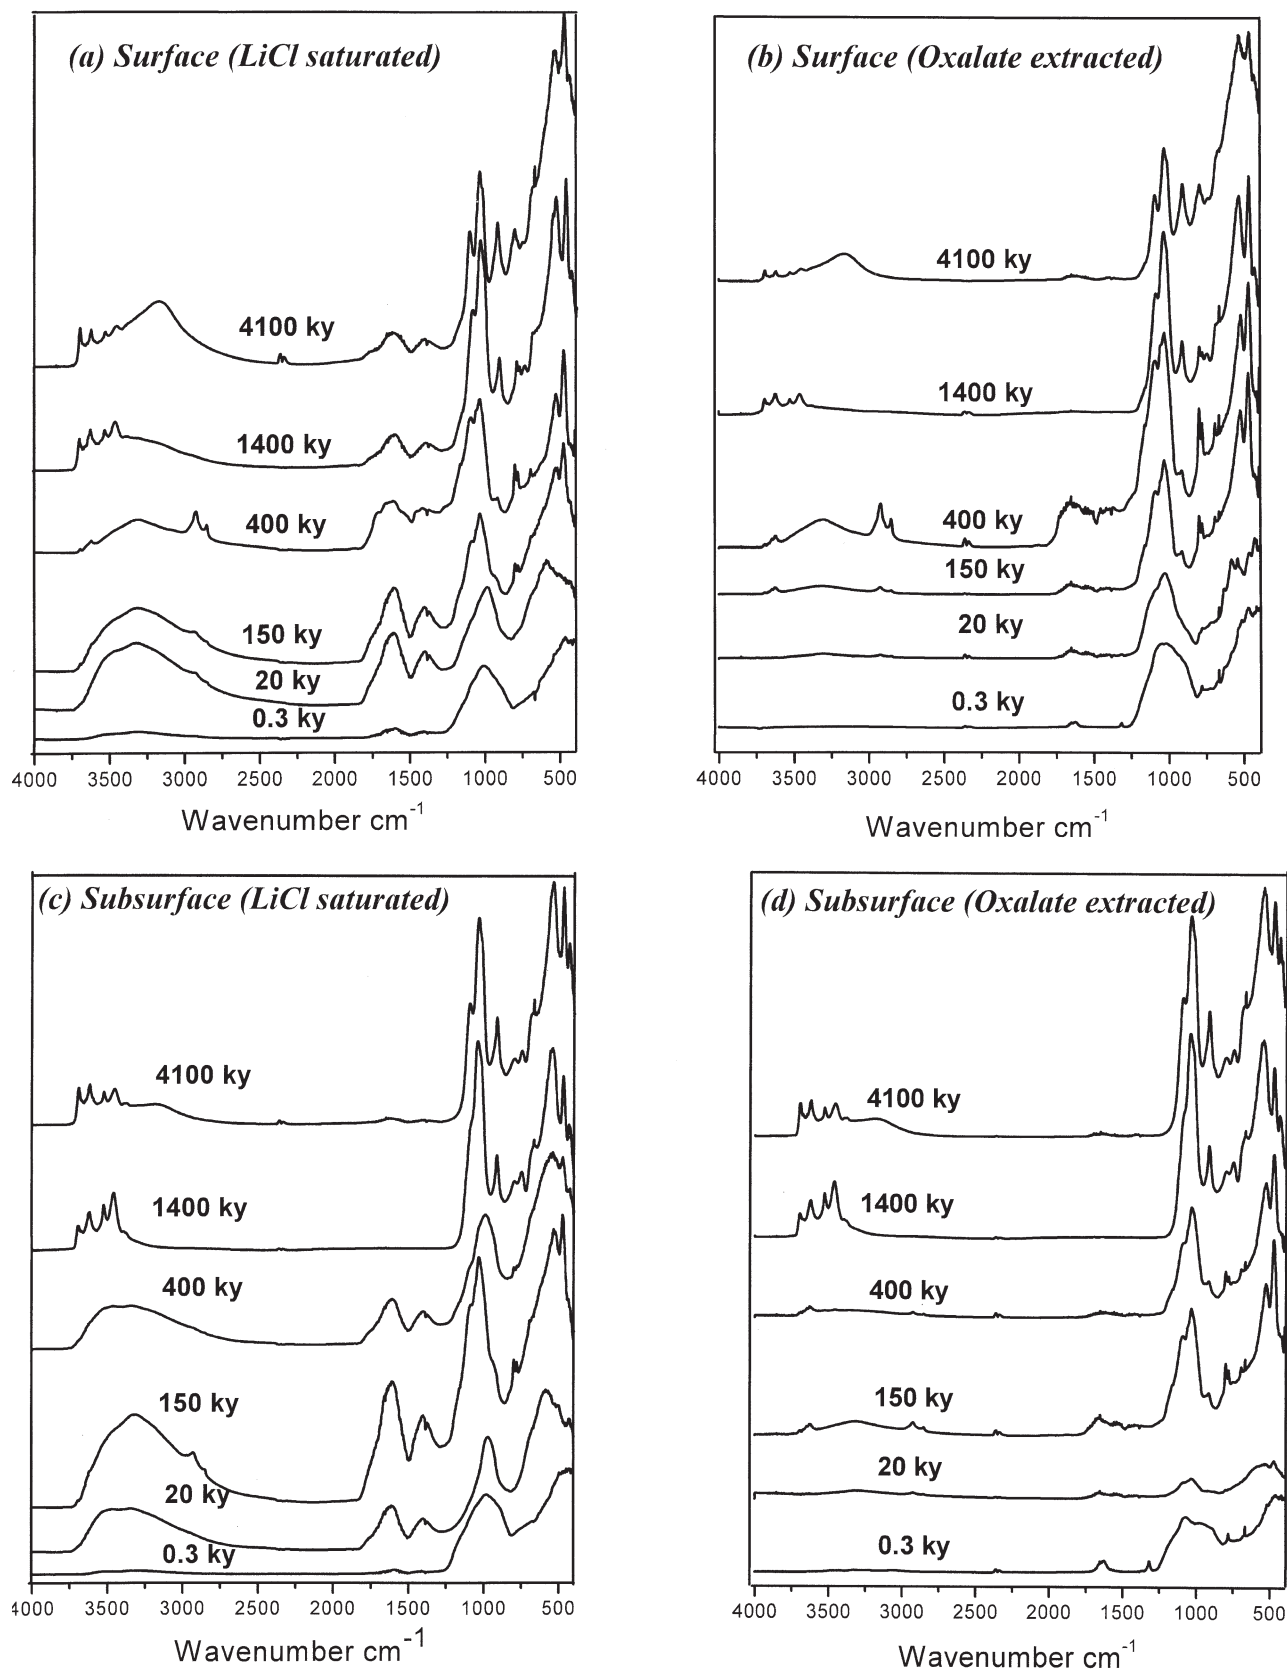 (a) Surface (LiCl saturated)
4100 ky
1400 ky
400 ky
150 ky
20 ky
0.3 ky
4000 3500 3000 2500 2000 1500 1000 500
Wavenumber cm-1
(b) Surface (Oxalate extracted)
4100 ky
1400 ky
400 ky
150 ky
20 ky
0.3 ky
4000 3500 3000 2500 2000 1500 1000 500
Wavenumber cm-1
(c) Subsurface (LiCl saturated)
4100 ky
1400 ky
400 ky
150 ky
20 ky
0.3 ky
4000 3500 3000 2500 2000 1500 1000 500
Wavenumber cm-1
(d) Subsurface (Oxalate extracted)
4100 ky
1400 ky
400 ky
150 ky
20 ky
0.3 ky
4000 3500 3000 2500 2000 1500 1000 500
Wavenumber cm-1